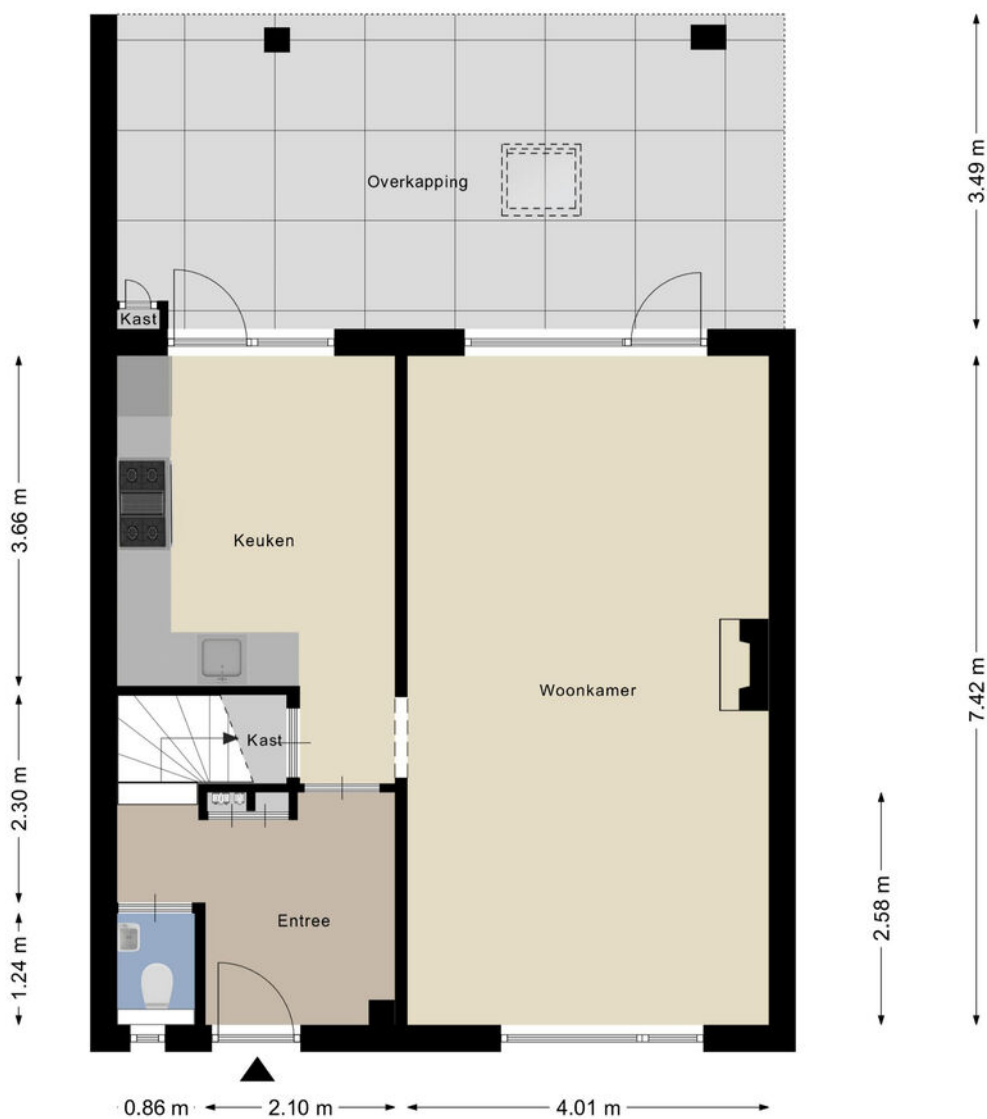 Overkapping
3.49 m
Kast
3.66 m
Keuken
Woonkamer
7.42 m
Kast
2.30 m
2.58 m
Entree
1.24 m
0.86 m
2.10 m
4.01 m